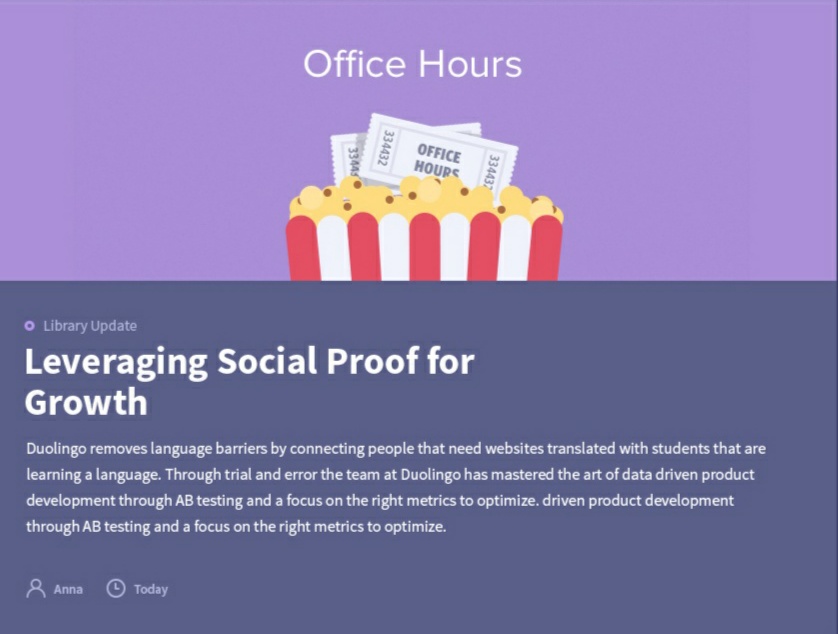 Office Hours
334432
OFFICE
HOURS
Library Update
Leveraging Social Proof for
Growth
Duolingo removes language barriers by connecting people that need websites translated with students that are
learning a language. Through trial and error the team at Duolingo has mastered the art of data driven product
development through AB testing and a focus on the right metrics to optimize. driven product development
through AB testing and a focus on the right metrics to optimize.
Anna
Today